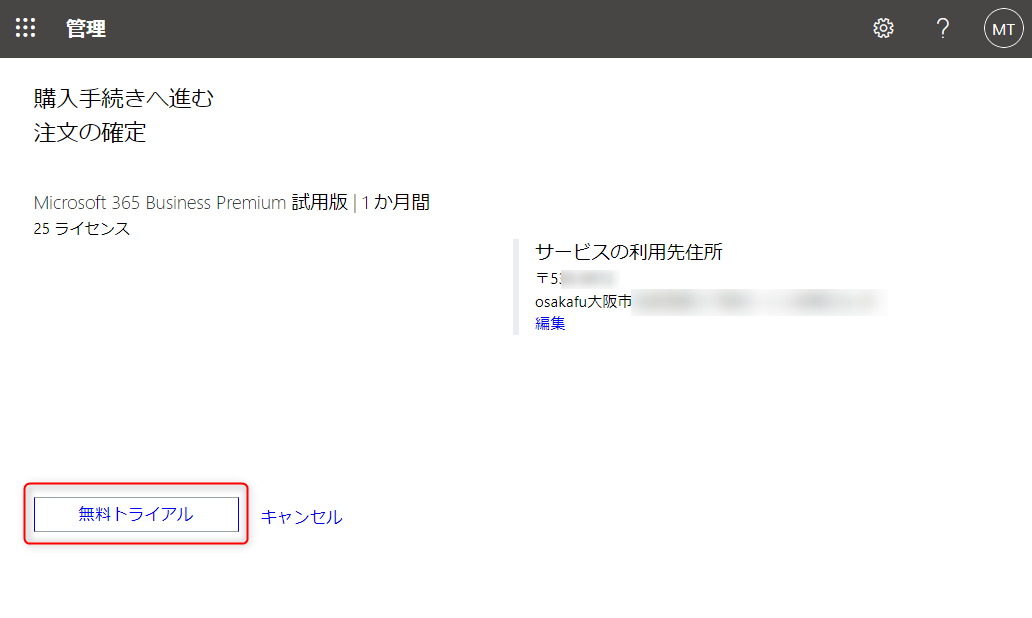 管理
?
MT
購入手続きへ進む
注文の確定
Microsoft 365 Business Premium 試用版 | 1 か月間
25 ライセンス
サービスの利用先住所
〒53
osakafu大阪市
編集
無料トライアル
キャンセル